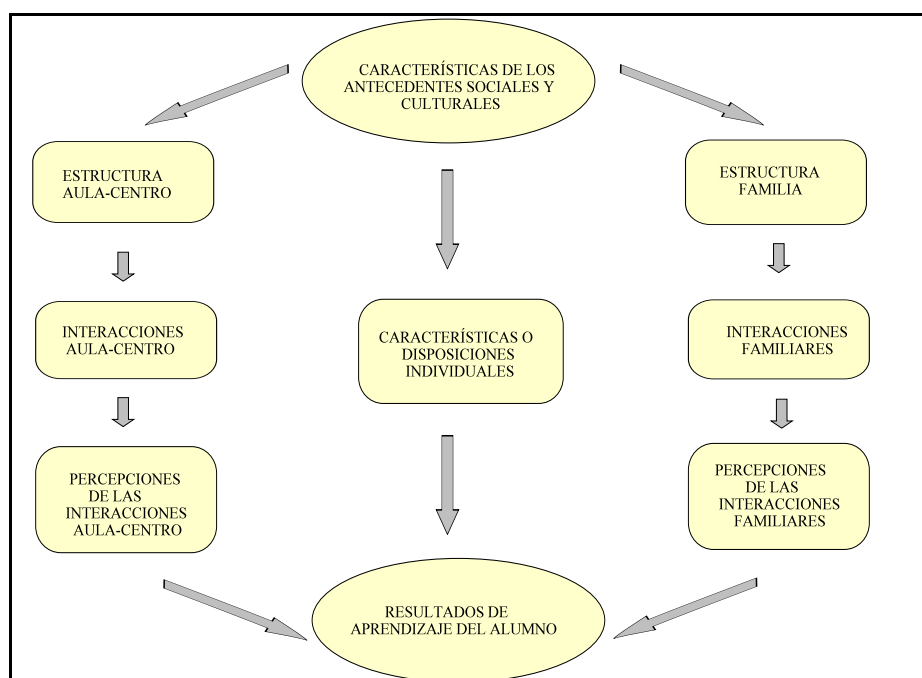 CARACTERÍSTICAS DE LOS
ANTECEDENTES SOCIALES Y
CULTURALES
ESTRUCTURA
AULA-CENTRO
ESTRUCTURA
FAMILIA
INTERACCIONES
AULA-CENTRO
CARACTERÍSTICAS O
DISPOSICIONES
INDIVIDUALES
INTERACCIONES
FAMILIARES
PERCEPCIONES
DE LAS
INTERACCIONES
AULA-CENTRO
PERCEPCIONES
DE LAS
INTERACCIONES
FAMILIARES
RESULTADOS DE
APRENDIZAJE DEL ALUMNO